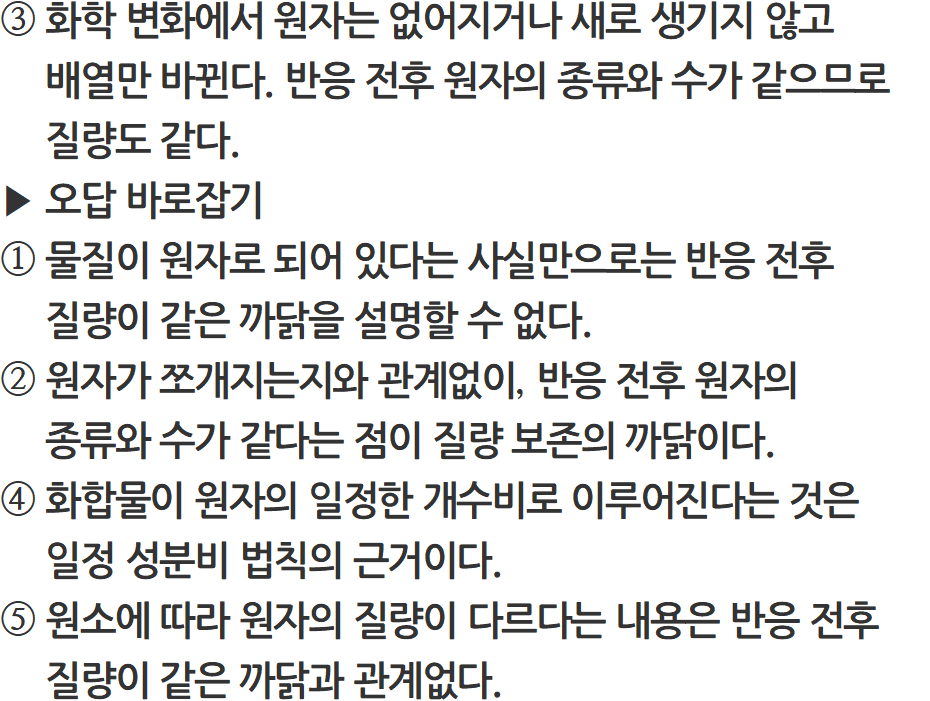 ③ 화학 변화에서 원자는 없어지거나 새로 생기지 않고
배열만 바뀐다. 반응 전후 원자의 종류와 수가 같으므로
질량도 같다.
▶ 오답 바로잡기
① 물질이 원자로 되어 있다는 사실만으로는 반응 전후
질량이 같은 까닭을 설명할 수 없다.
② 원자가 쪼개지는지와 관계없이, 반응 전후 원자의
종류와 수가 같다는 점이 질량 보존의 까닭이다.
④ 화합물이 원자의 일정한 개수비로 이루어진다는 것은
일정 성분비 법칙의 근거이다.
⑤ 원소에 따라 원자의 질량이 다르다는 내용은 반응 전후
질량이 같은 까닭과 관계없다.